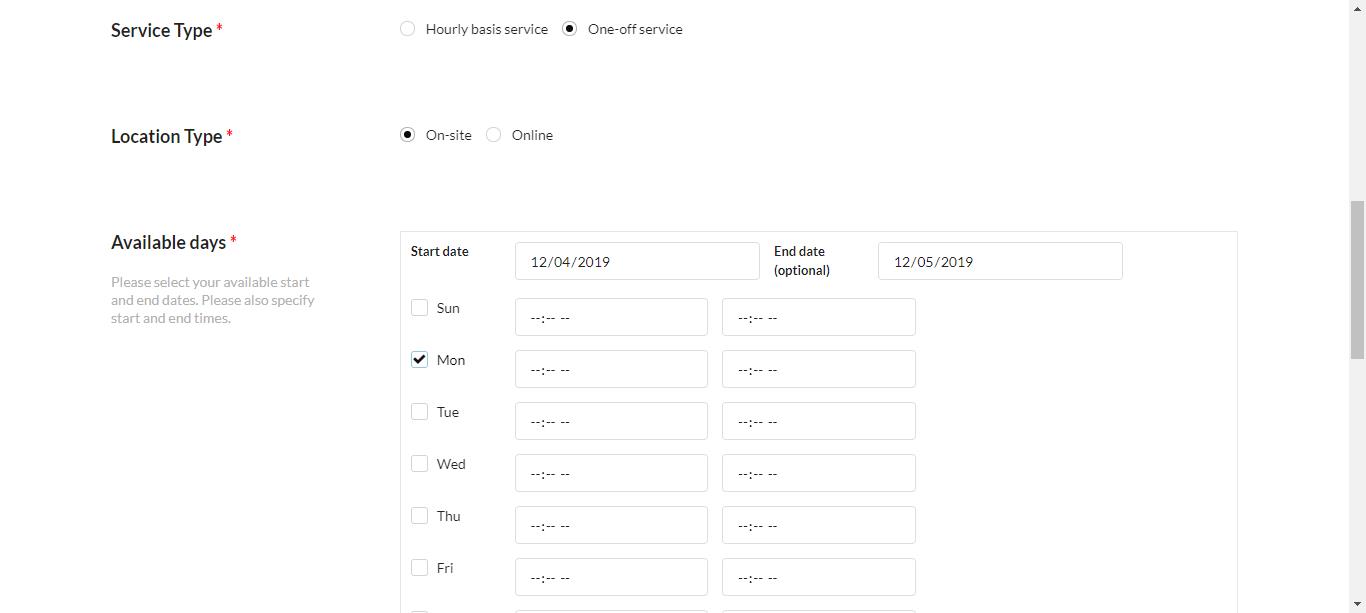 Service Type *
Hourly basis service One-off service
Location Type *
On-site Online
Available days *
Please select your available start
and end dates. Please also specify
start and end times.
Start date 12/04/2019 End date
(optional) 12/05/2019
Sun --:-- -- --:-- --
Mon --:-- -- --:-- --
Tue --:-- -- --:-- --
Wed --:-- -- --:-- --
Thu --:-- -- --:-- --
Fri --:-- -- --:-- --